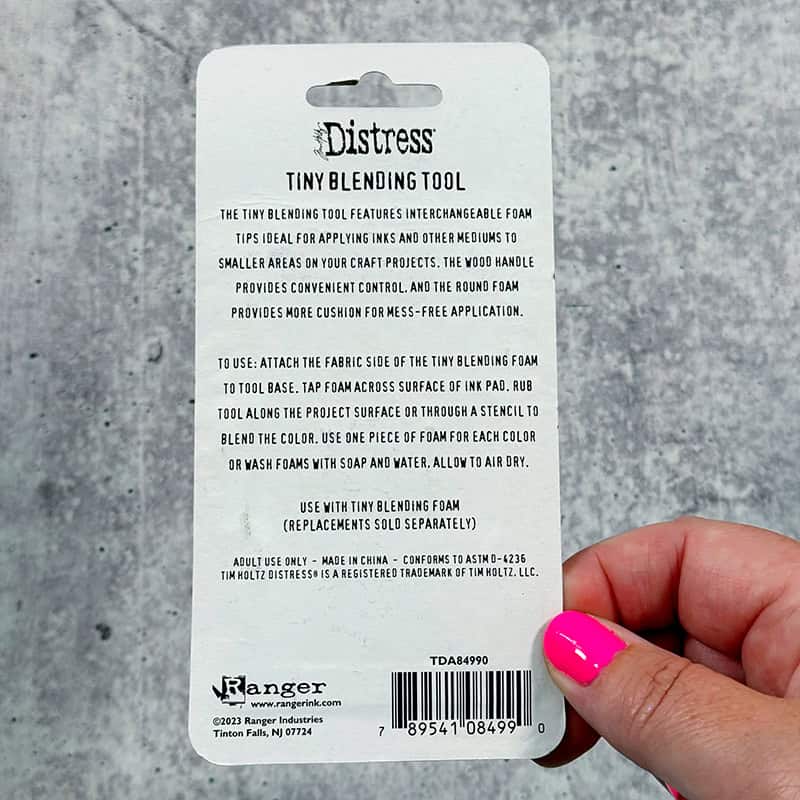 Tim Holtz Distress®
TINY BLENDING TOOL
THE TINY BLENDING TOOL FEATURES INTERCHANGEABLE FOAM
TIPS IDEAL FOR APPLYING INKS AND OTHER MEDIUMS TO
SMALLER AREAS ON YOUR CRAFT PROJECTS. THE WOOD HANDLE
PROVIDES CONVENIENT CONTROL, AND THE ROUND FOAM
PROVIDES MORE CUSHION FOR MESS-FREE APPLICATION.
TO USE: ATTACH THE FABRIC SIDE OF THE TINY BLENDING FOAM
TO TOOL BASE. TAP FOAM ACROSS SURFACE OF INK PAD. RUB
TOOL ALONG THE PROJECT SURFACE OR THROUGH A STENCIL TO
BLEND THE COLOR. USE ONE PIECE OF FOAM FOR EACH COLOR
OR WASH FOAMS WITH SOAP AND WATER. ALLOW TO AIR DRY.
USE WITH TINY BLENDING FOAM
(REPLACEMENTS SOLD SEPARATELY)
ADULT USE ONLY - MADE IN CHINA - CONFORMS TO ASTM D-4236
TIM HOLTZ DISTRESS® IS A REGISTERED TRADEMARK OF TIM HOLTZ, LLC.
TDA84990
Ranger
www.rangerink.com
©2023 Ranger Industries
Tinton Falls, NJ 07724
7 89541 08499 0